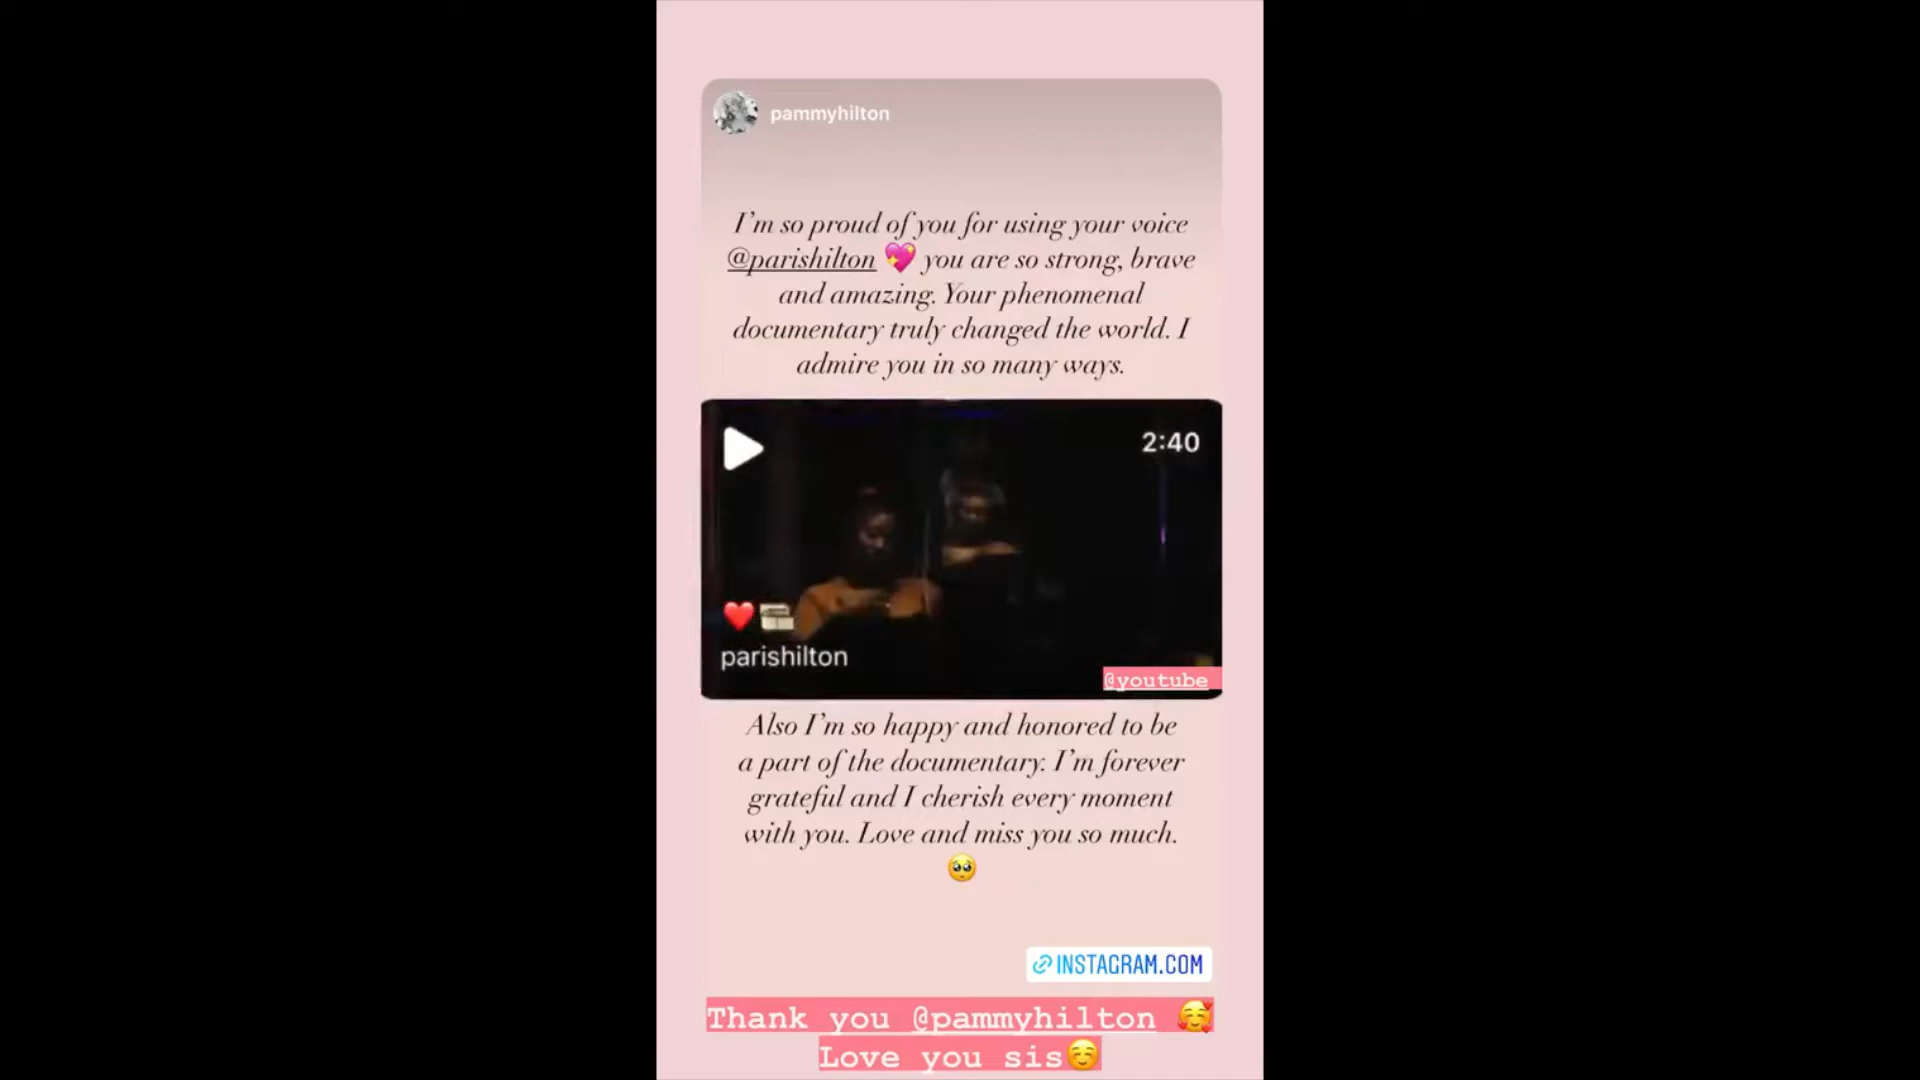 pammyhilton
I'm so proud of you for using your voice
@parishilton 💖 you are so strong, brave
and amazing. Your phenomenal
documentary truly changed the world. I
admire you in so many ways.
2:40
parishilton
@youtube
Also I'm so happy and honored to be
a part of the documentary. I'm forever
grateful and I cherish every moment
with you. Love and miss you so much.
🥺
INSTAGRAM.COM
Thank you @pammyhilton 🥰
Love you sis☺️